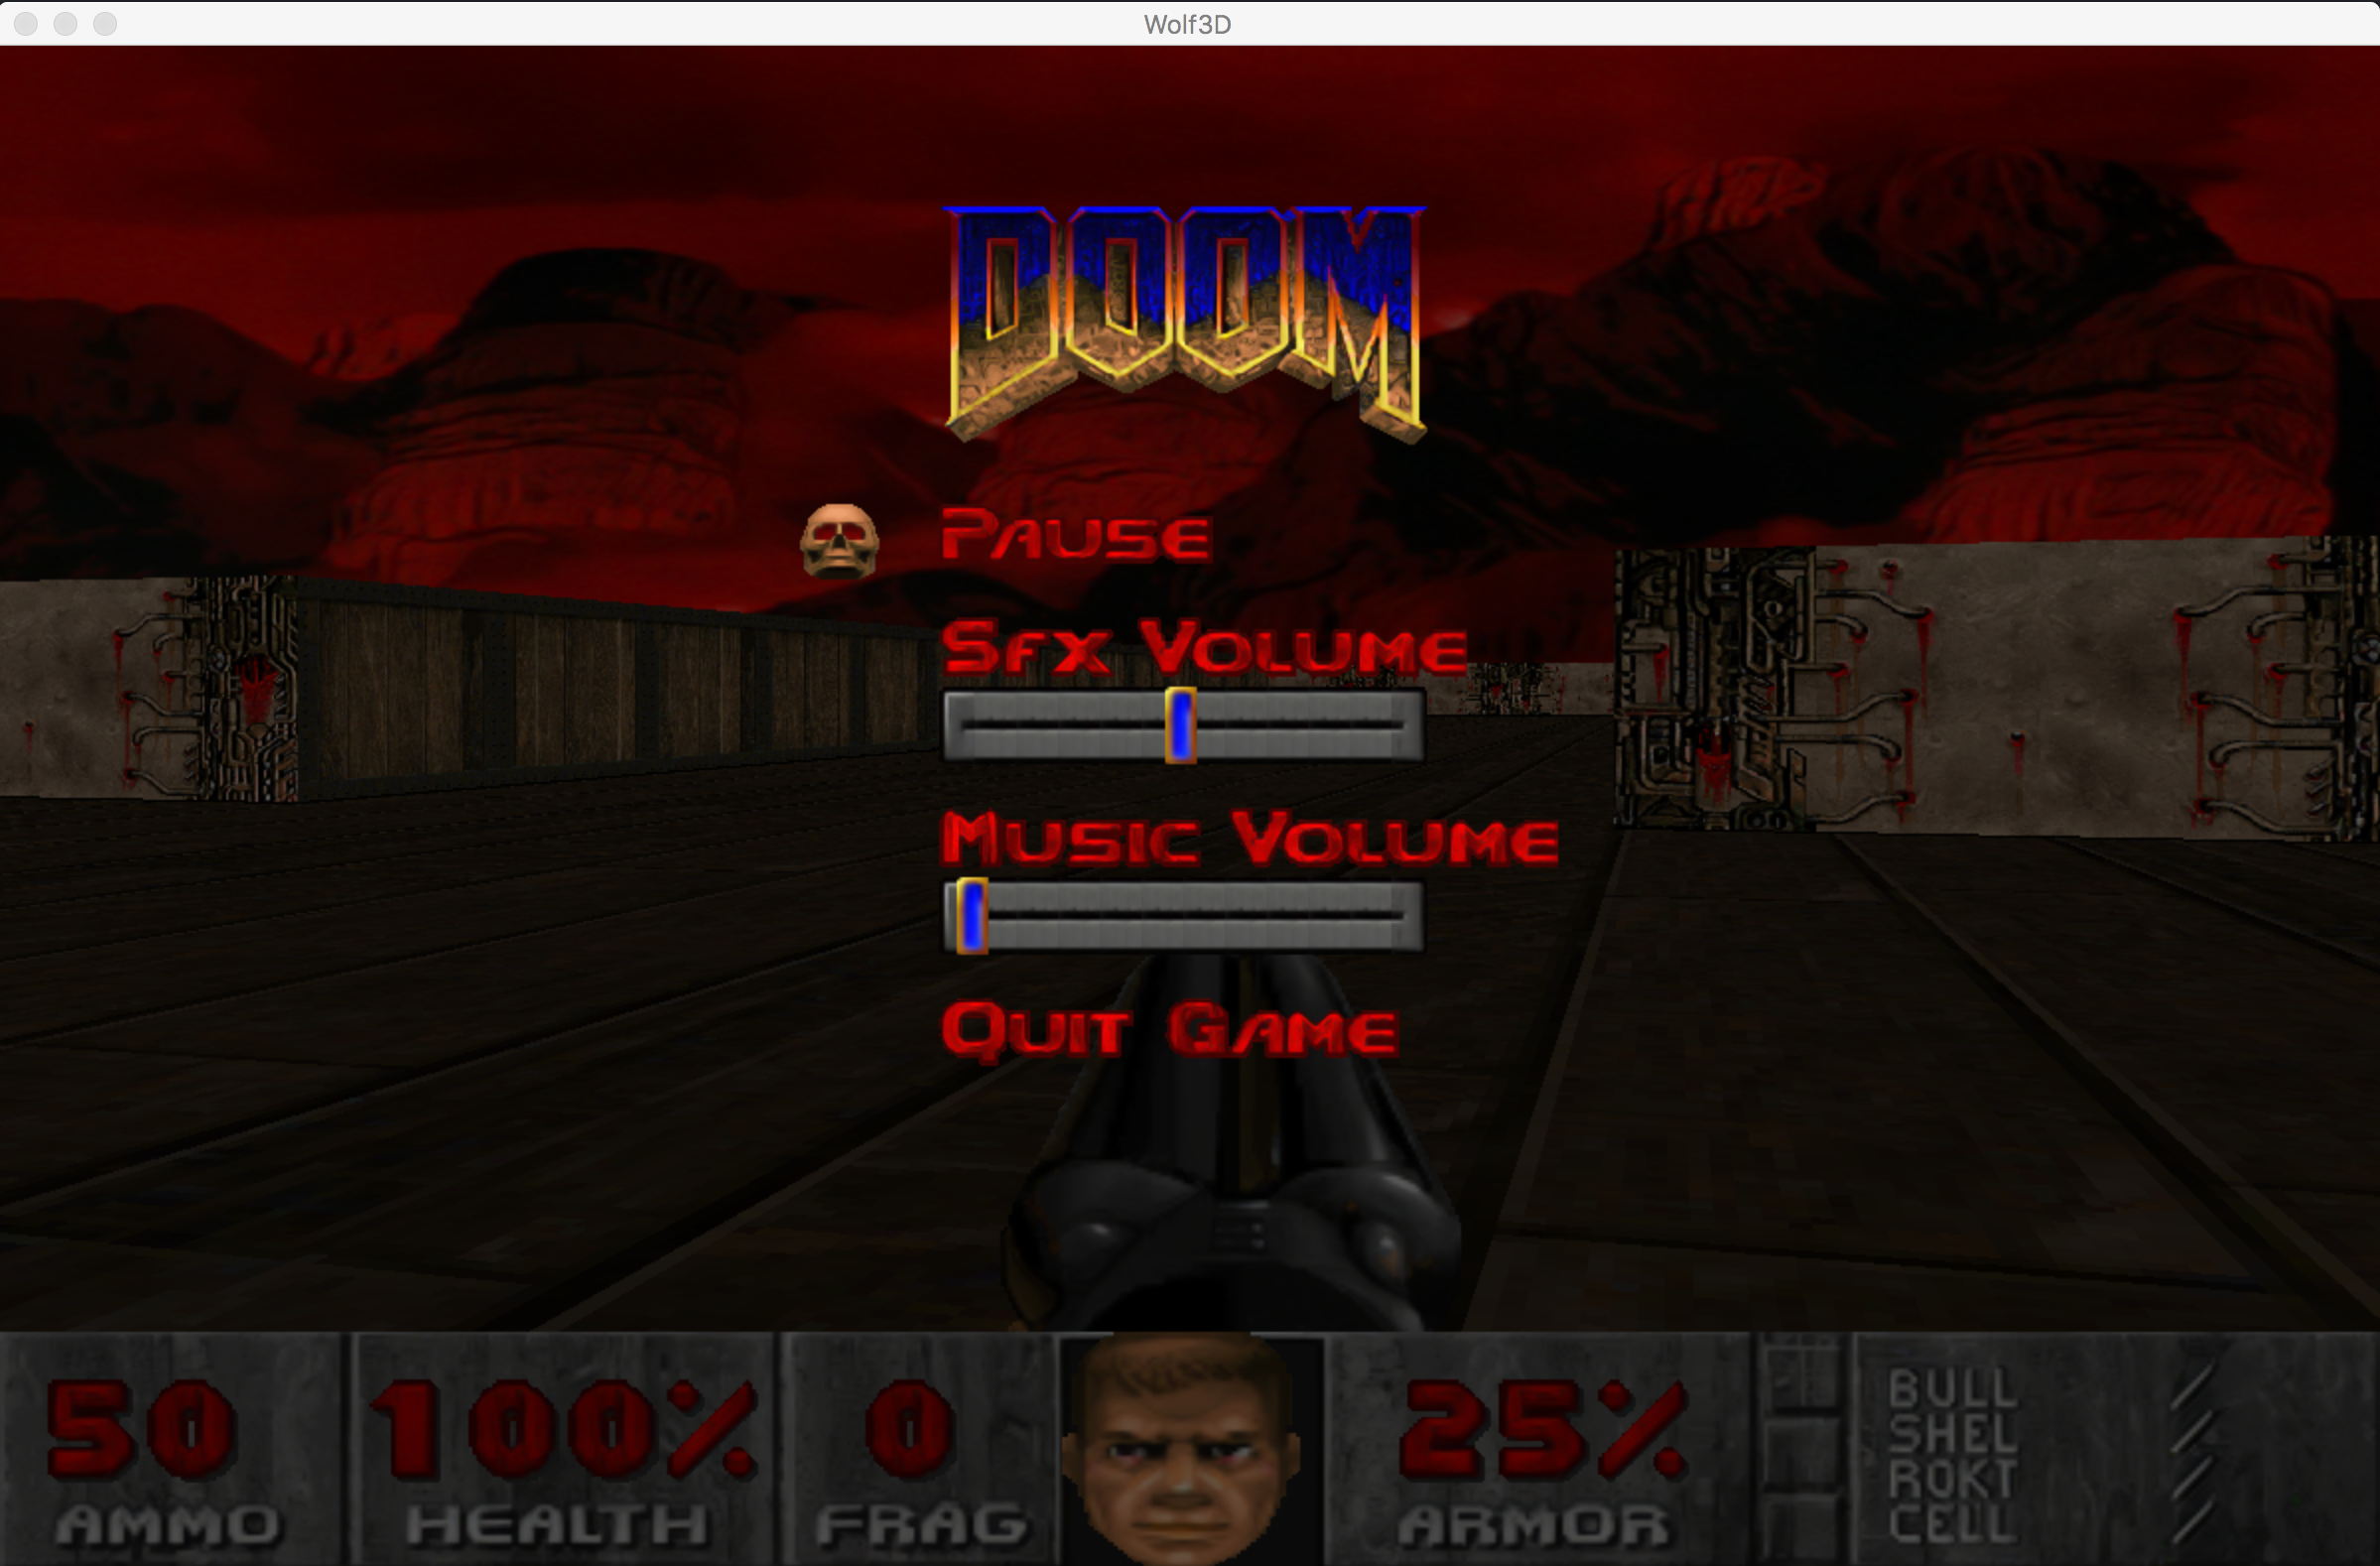 Wolf3D
DOOM
PAUSE
SFX VOLUME
MUSIC VOLUME
QUIT GAME
50 100% 0 25%
AMMO HEALTH FRAG ARMOR
BULL /
SHEL /
ROKT /
CELL /